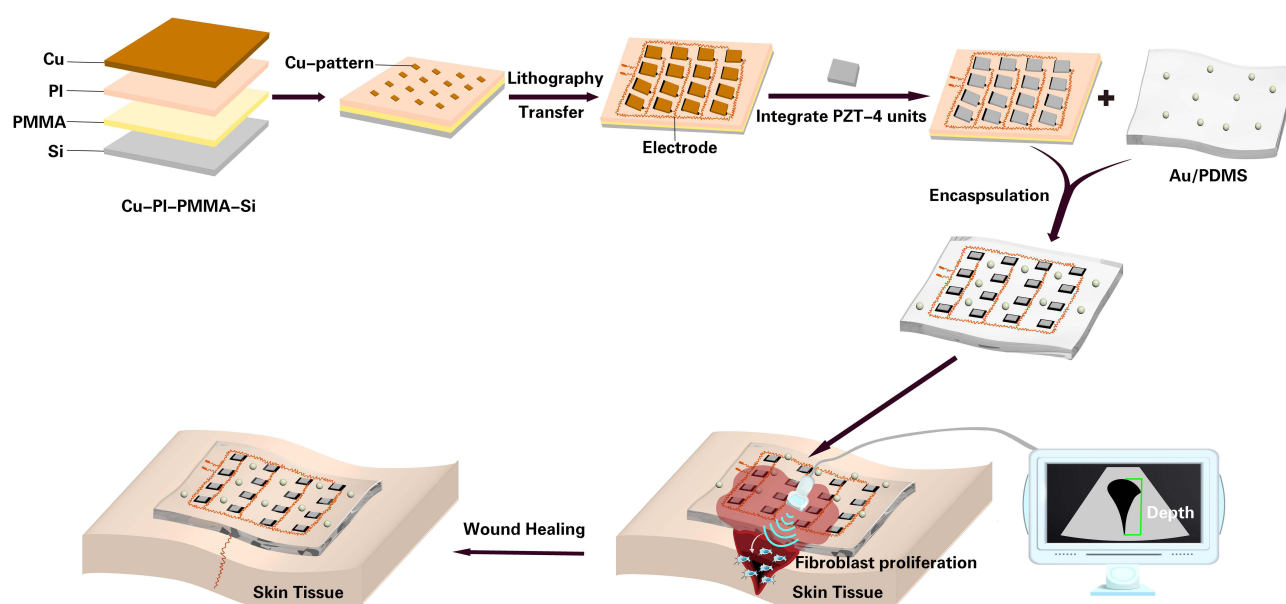 Cu
PI
PMMA
Si
Cu–PI–PMMA–Si
Cu–pattern
Lithography
Transfer
Electrode
Integrate PZT–4 units
+
Au/PDMS
Encaspsulation
Depth
Fibroblast proliferation
Skin Tissue
Wound Healing
Skin Tissue